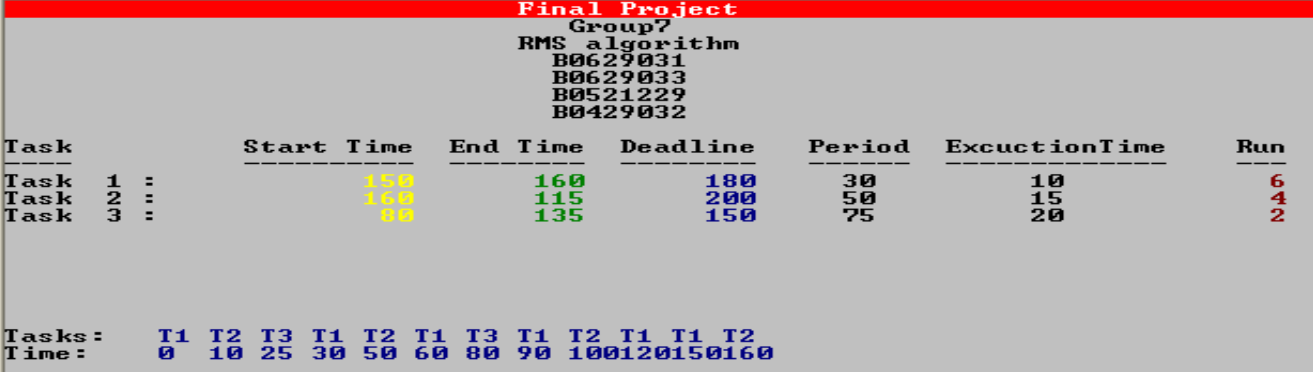 Final Project
Group7
RMS algorithm
B0629031
B0629033
B0521229
B0429032
Task Start Time End Time Deadline Period ExcuctionTime Run
---- ---------- -------- -------- ------ ------------- ---
Task 1 : 150 160 180 30 10 6
Task 2 : 160 115 200 50 15 4
Task 3 : 80 135 150 75 20 2
Tasks: T1 T2 T3 T1 T2 T1 T3 T1 T2 T1 T1 T2
Time: 0 10 25 30 50 60 80 90 100120150160